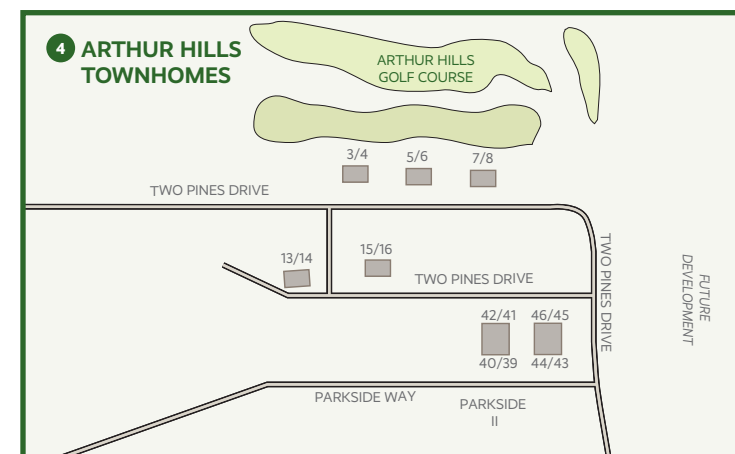 4 ARTHUR HILLS
TOWNHOMES
ARTHUR HILLS
GOLF COURSE
3/4
5/6
7/8
TWO PINES DRIVE
13/14
15/16
TWO PINES DRIVE
TWO PINES DRIVE
FUTURE
DEVELOPMENT
42/41
46/45
40/39
44/43
PARKSIDE WAY
PARKSIDE
II